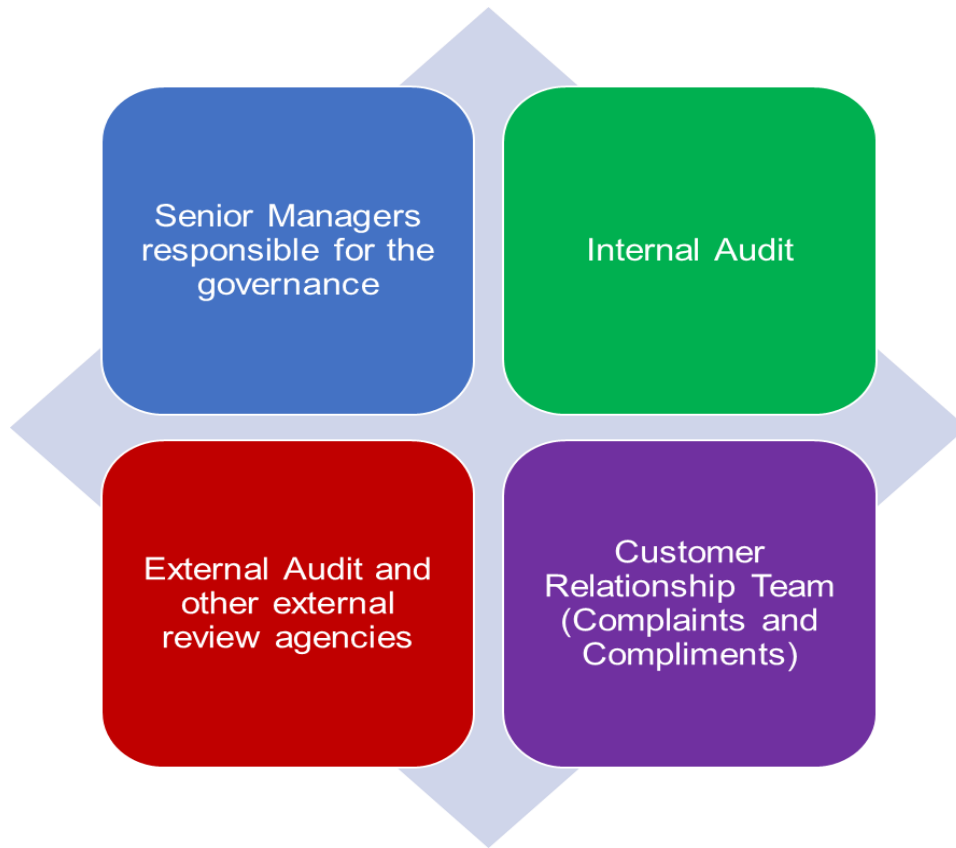 Senior Managers
responsible for the
governance
Internal Audit
External Audit and
other external
review agencies
Customer
Relationship Team
(Complaints and
Compliments)